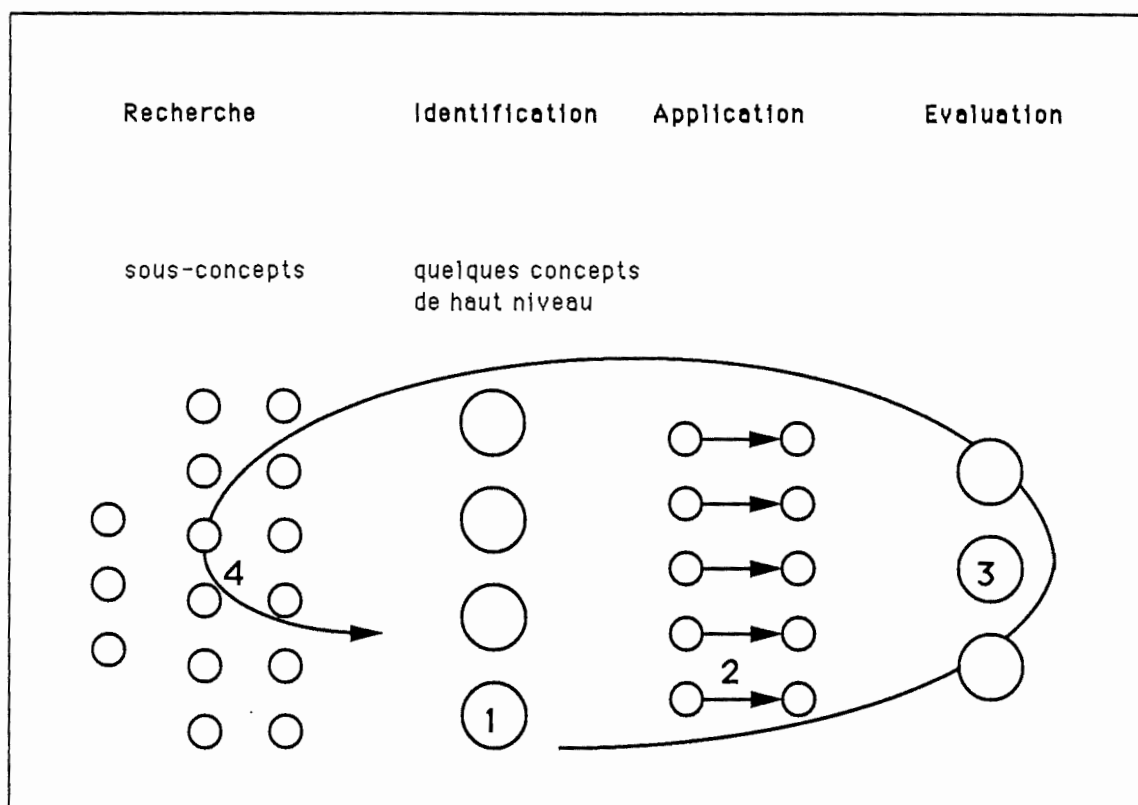 Recherche
Identification
Application
Evaluation
sous-concepts
quelques concepts
de haut niveau
4
3
2
1